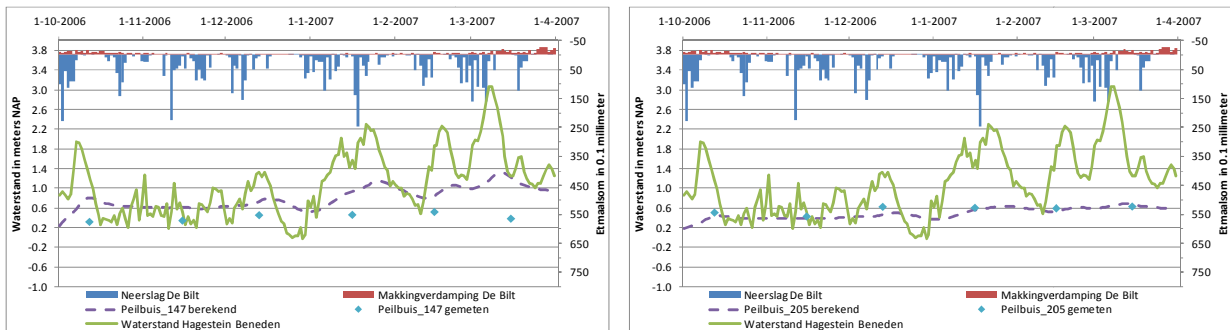 1-10-2006 1-11-2006 1-12-2006 1-1-2007 1-2-2007 1-3-2007 1-4-2007
3.8
3.4
3.0
2.6
2.2
1.8
1.4
1.0
0.6
0.2
-0.2
-0.6
-1.0
Waterstand in meters NAP
-50
50
150
250
350
450
550
650
750
Etmaalsom in 0.1 millimeter
Neerslag De Bilt
Makkingverdamping De Bilt
Peilbuis_147 berekend
Peilbuis_147 gemeten
Waterstand Hagestein Beneden
1-10-2006 1-11-2006 1-12-2006 1-1-2007 1-2-2007 1-3-2007 1-4-2007
3.8
3.4
3.0
2.6
2.2
1.8
1.4
1.0
0.6
0.2
-0.2
-0.6
-1.0
Waterstand in meters NAP
-50
50
150
250
350
450
550
650
750
Etmaalsom in 0.1 millimeter
Neerslag De Bilt
Makkingverdamping De Bilt
Peilbuis_205 berekend
Peilbuis_205 gemeten
Waterstand Hagestein Beneden